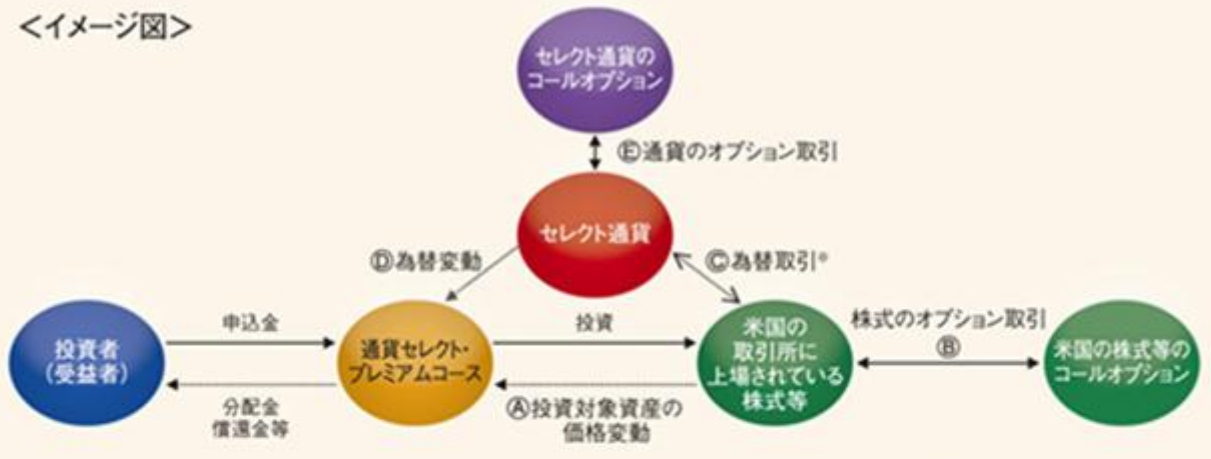 ＜イメージ図＞
セレクト通貨の
コールオプション
Ⓔ通貨のオプション取引
セレクト通貨
Ⓓ為替変動
Ⓒ為替取引*
投資者
（受益者）
申込金
分配金
償還金等
通貨セレクト・
プレミアムコース
投資
Ⓐ投資対象資産の
価格変動
米国の
取引所に
上場されている
株式等
株式のオプション取引
Ⓑ
米国の株式等の
コールオプション